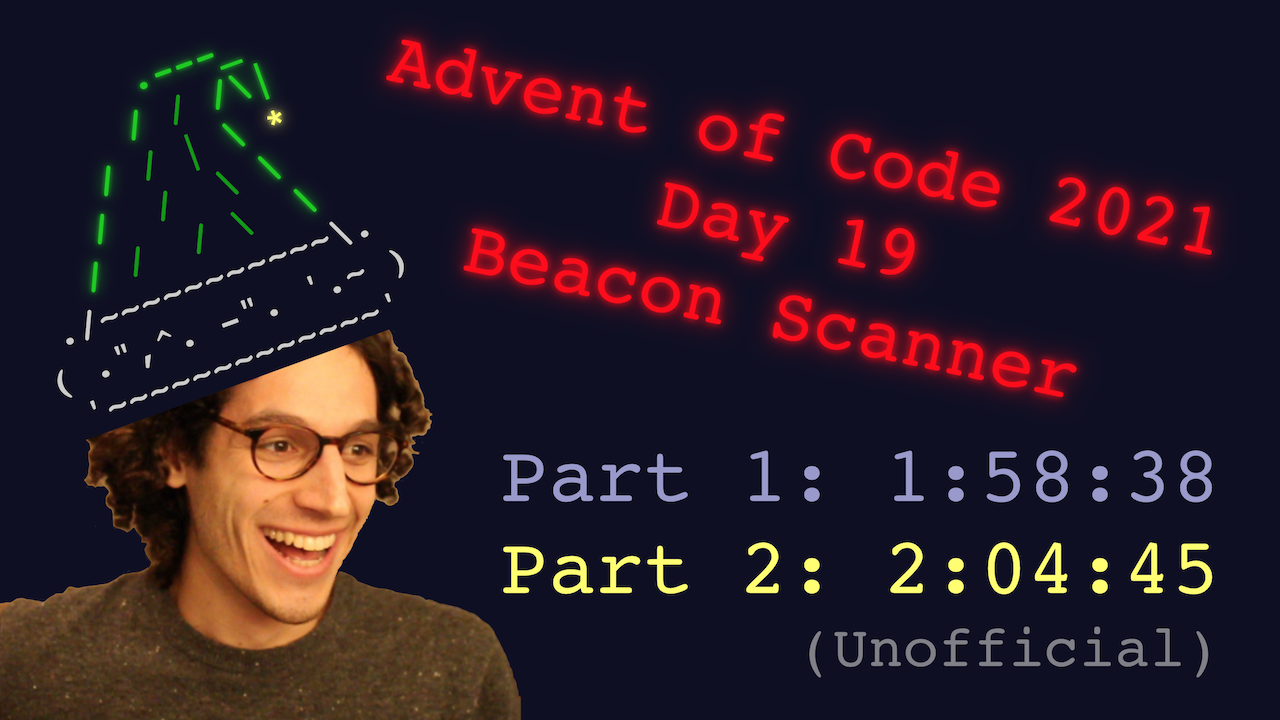 Advent of Code 2021
Day 19
Beacon Scanner
Part 1: 1:58:38
Part 2: 2:04:45
(Unofficial)